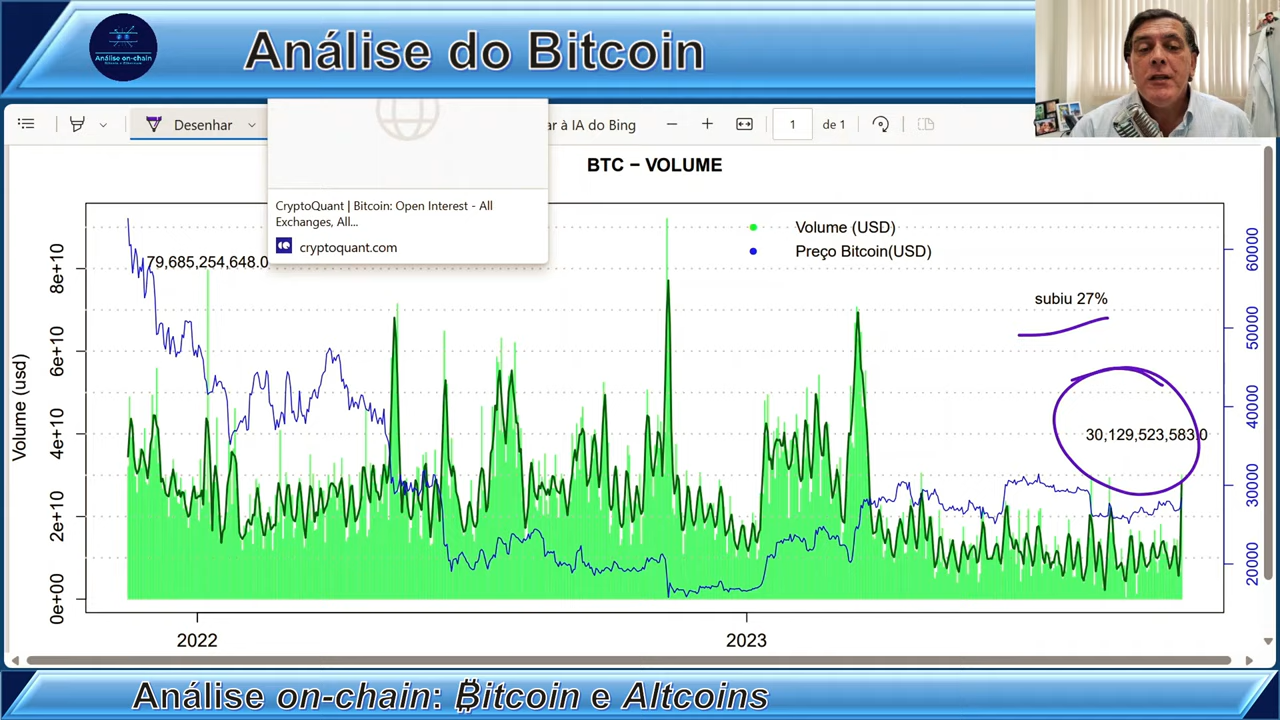 Análise do Bitcoin
Análise on-chain
Desenhar
ar à IA do Bing
1
de 1
BTC − VOLUME
CryptoQuant | Bitcoin: Open Interest - All
Exchanges, All...
cryptoquant.com
Volume (USD)
Preço Bitcoin(USD)
79,685,254,648.0
subiu 27%
30,129,523,583.0
Volume (usd)
8e+10
6e+10
4e+10
2e+10
0e+00
60000
50000
40000
30000
20000
2022
2023
Análise on-chain: ₿itcoin e Altcoins